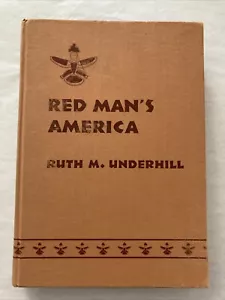 RED MAN'S
AMERICA
RUTH M. UNDERHILL